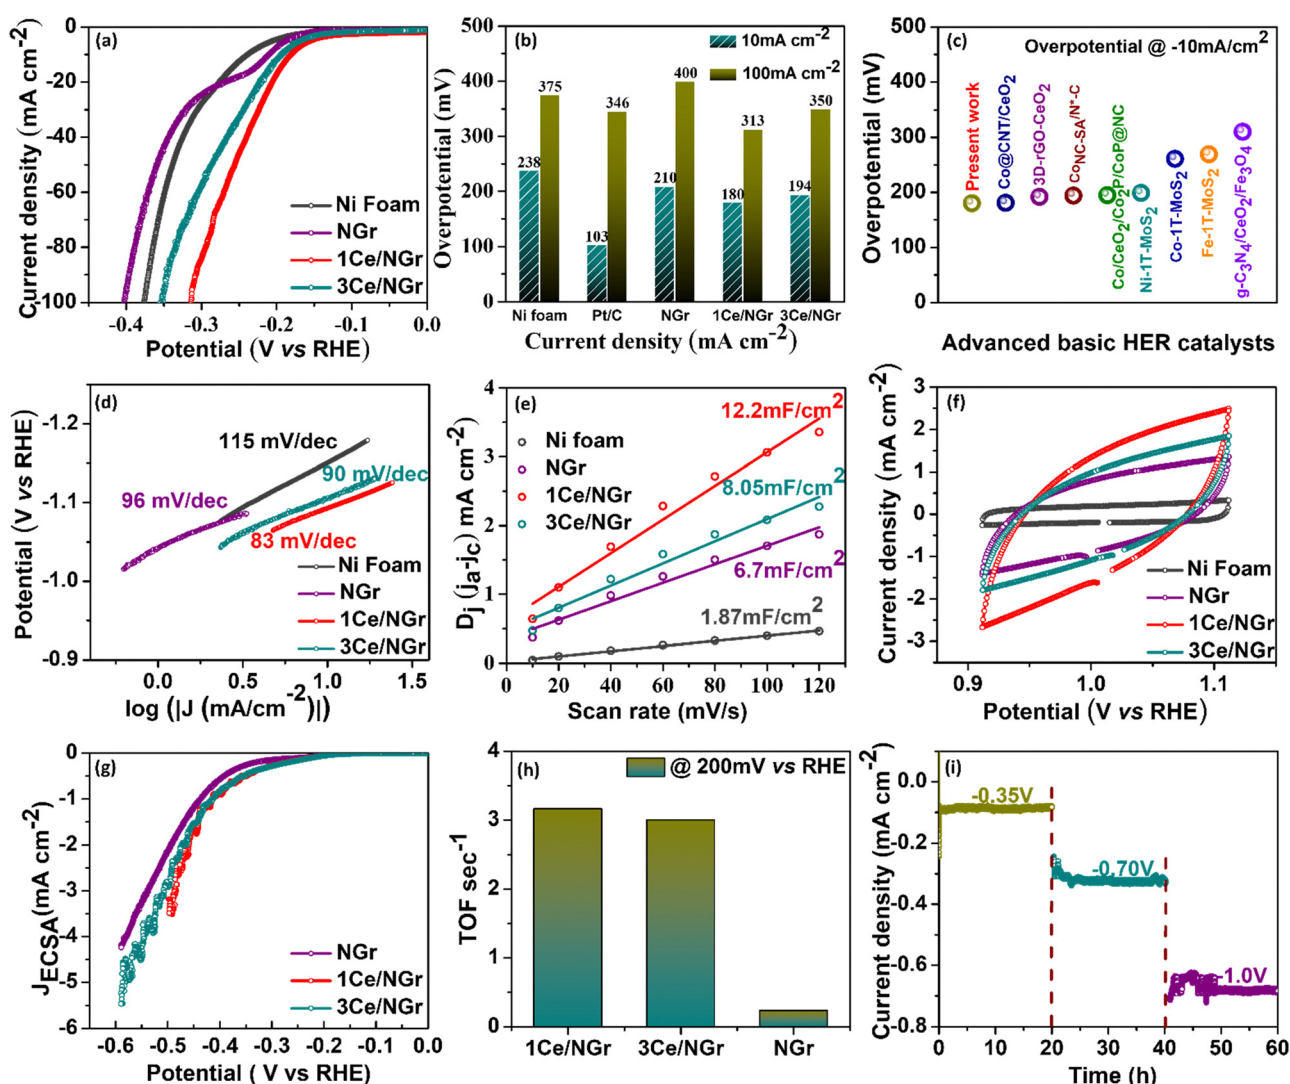 (a)
0
-20
-40
-60
-80
-100
Current density (mA cm-2)
Ni Foam
NGr
1Ce/NGr
3Ce/NGr
-0.4 -0.3 -0.2 -0.1 0.0
Potential (V vs RHE)
(b)
500
400
300
200
100
0
Overpotential (mV)
10mA cm-2
100mA cm-2
238 375
103 346
210 400
180 313
194 350
Ni foam Pt/C NGr 1Ce/NGr 3Ce/NGr
Current density (mA cm-2)
(c)
Overpotential @ -10mA/cm2
500
400
300
200
100
0
Overpotential (mV)
Present work
Co@CNT/CeO2
3D-rGO-CeO2
CoNC-SA/N*-C
Co/CeO2/Co2P/CoP@NC
Ni-1T-MoS2
Co-1T-MoS2
Fe-1T-MoS2
g-C3N4/CeO2/Fe3O4
Advanced basic HER catalysts
(d)
-1.2
-1.1
-1.0
-0.9
Potential (V vs RHE)
115 mV/dec
90 mV/dec
96 mV/dec
83 mV/dec
Ni Foam
NGr
1Ce/NGr
3Ce/NGr
0.0 0.5 1.0 1.5
log (|J (mA/cm-2)|)
(e)
4
3
2
1
0
Dj (ja-jc) mA cm-2
Ni foam
NGr
1Ce/NGr
3Ce/NGr
12.2mF/cm2
8.05mF/cm2
6.7mF/cm2
1.87mF/cm2
0 20 40 60 80 100 120
Scan rate (mV/s)
(f)
3
2
1
0
-1
-2
-3
Current density (mA cm-2)
Ni Foam
NGr
1Ce/NGr
3Ce/NGr
0.9 1.0 1.1
Potential (V vs RHE)
(g)
0
-1
-2
-3
-4
-5
-6
JECSA(mA cm-2)
NGr
1Ce/NGr
3Ce/NGr
-0.6 -0.5 -0.4 -0.3 -0.2 -0.1 0.0
Potential ( V vs RHE)
(h)
@ 200mV vs RHE
4
3
2
1
0
TOF sec-1
1Ce/NGr 3Ce/NGr NGr
(i)
0.0
-0.2
-0.4
-0.6
-0.8
Current density (mA cm-2)
-0.35V
-0.70V
-1.0V
0 10 20 30 40 50 60
Time (h)